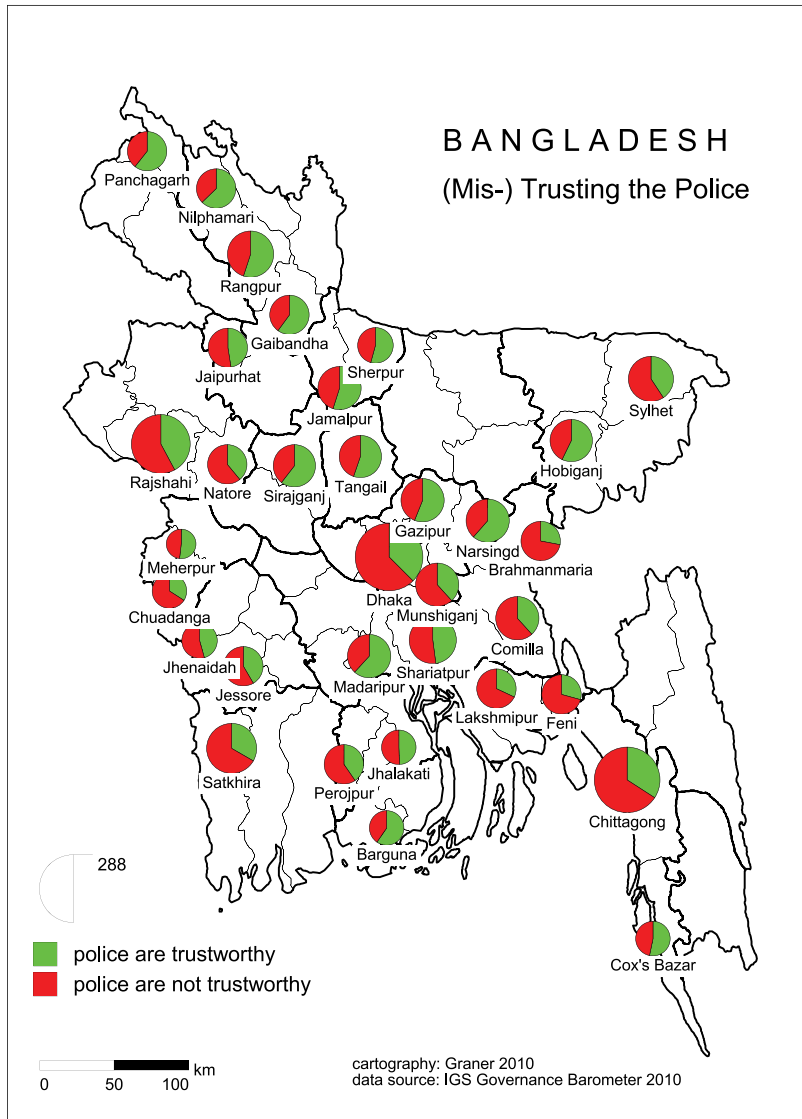 BANGLADESH
(Mis-) Trusting the Police
Panchagarh
Nilphamari
Rangpur
Gaibandha
Jaipurhat
Sherpur
Jamalpur
Sylhet
Hobiganj
Rajshahi
Natore
Sirajganj
Tangail
Gazipur
Narsingd
Brahmanmaria
Meherpur
Dhaka
Munshiganj
Chuadanga
Comilla
Jhenaidah
Shariatpur
Jessore
Madaripur
Lakshmipur
Feni
Satkhira
Jhalakati
Perojpur
Chittagong
Barguna
288
police are trustworthy
police are not trustworthy
Cox's Bazar
0 50 100 km
cartography: Graner 2010
data source: IGS Governance Barometer 2010